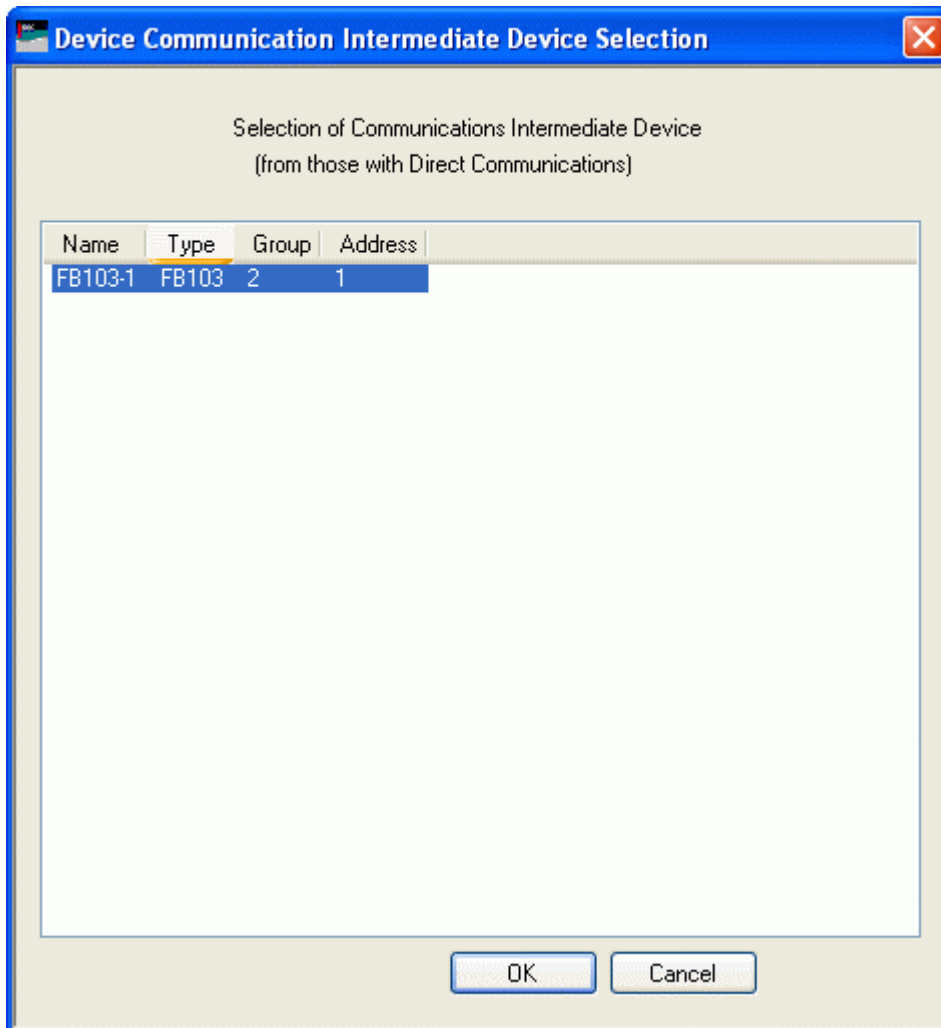 Device Communication Intermediate Device Selection
Selection of Communications Intermediate Device
(from those with Direct Communications)
Name Type Group Address
FB103-1 FB103 2 1
OK Cancel